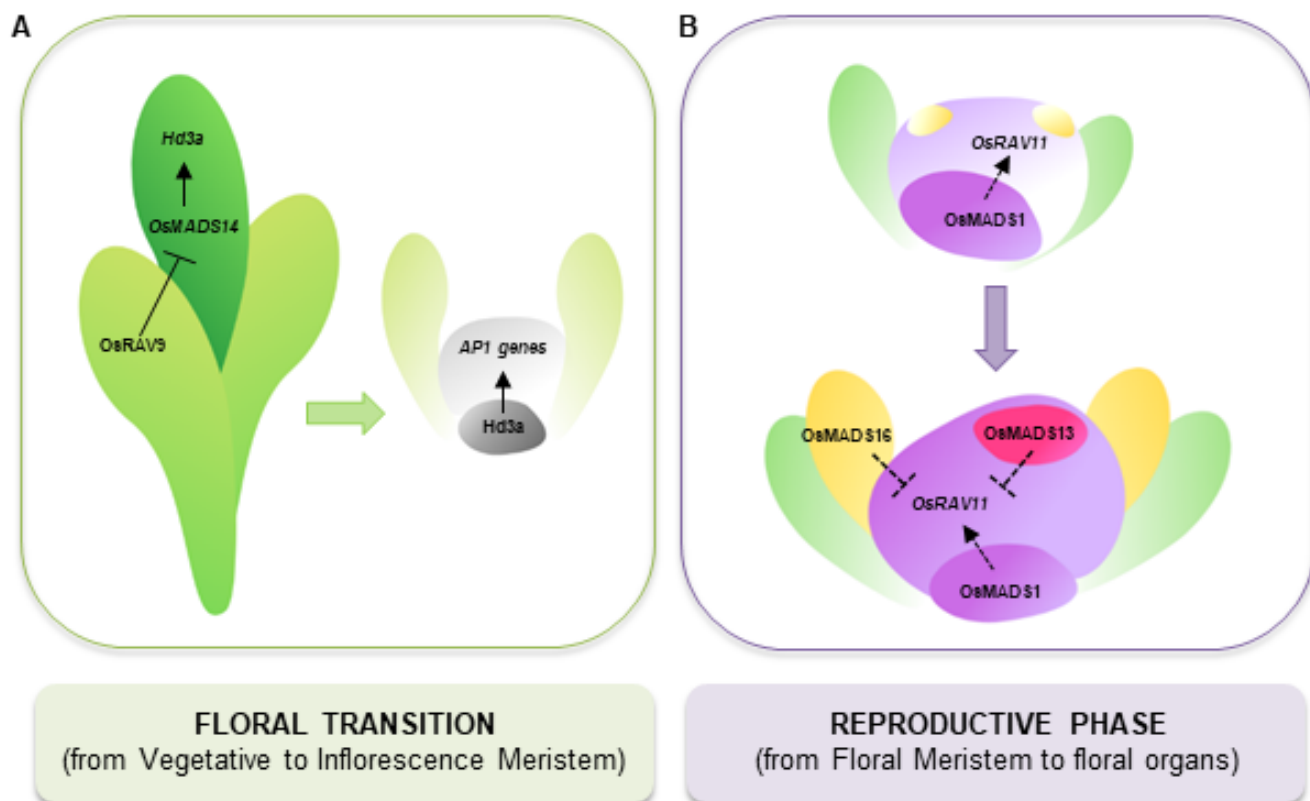 A
Hd3a
OsMADS14
OsRAV9
AP1 genes
Hd3a
FLORAL TRANSITION
(from Vegetative to Inflorescence Meristem)
B
OsRAV11
OsMADS1
OsMADS16
OsMADS13
OsRAV11
OsMADS1
REPRODUCTIVE PHASE
(from Floral Meristem to floral organs)